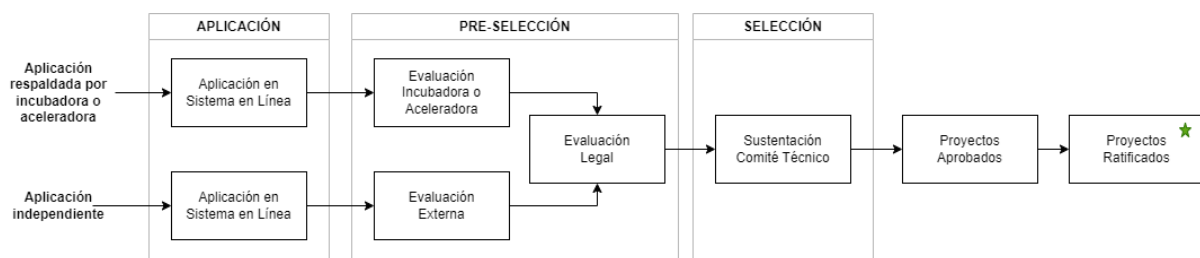 APLICACIÓN
PRE-SELECCIÓN
SELECCIÓN
Aplicación
respaldada por
incubadora o
aceleradora
Aplicación en
Sistema en Línea
Evaluación
Incubadora o
Aceleradora
Evaluación
Legal
Sustentación
Comité Técnico
Proyectos
Aprobados
Proyectos
Ratificados
Aplicación
independiente
Aplicación en
Sistema en Línea
Evaluación
Externa